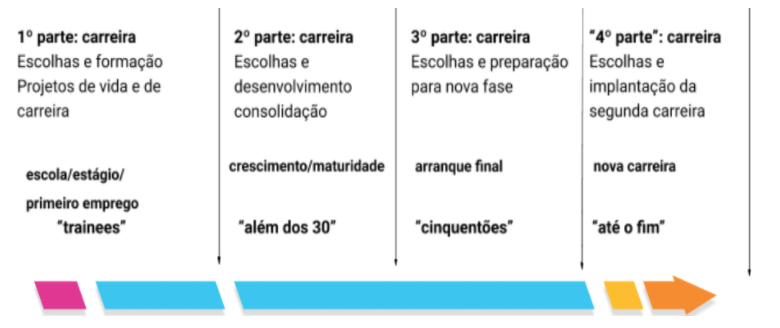 1º parte: carreira
Escolhas e formação
Projetos de vida e de
carreira
escola/estágio/
primeiro emprego
“trainees”
2º parte: carreira
Escolhas e
desenvolvimento
consolidação
crescimento/maturidade
“além dos 30”
3º parte: carreira
Escolhas e preparação
para nova fase
arranque final
“cinquentões”
“4º parte”: carreira
Escolhas e
implantação da
segunda carreira
nova carreira
“até o fim”